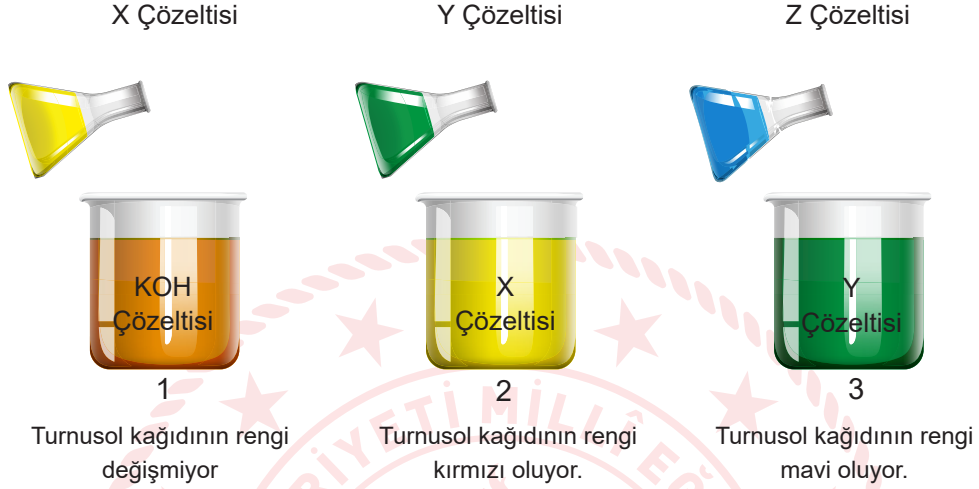 X Çözeltisi
Y Çözeltisi
Z Çözeltisi
KOH
Çözeltisi
X
Çözeltisi
Y
Çözeltisi
1
2
3
Turnusol kağıdının rengi
değişmiyor
Turnusol kağıdının rengi
kırmızı oluyor.
Turnusol kağıdının rengi
mavi oluyor.